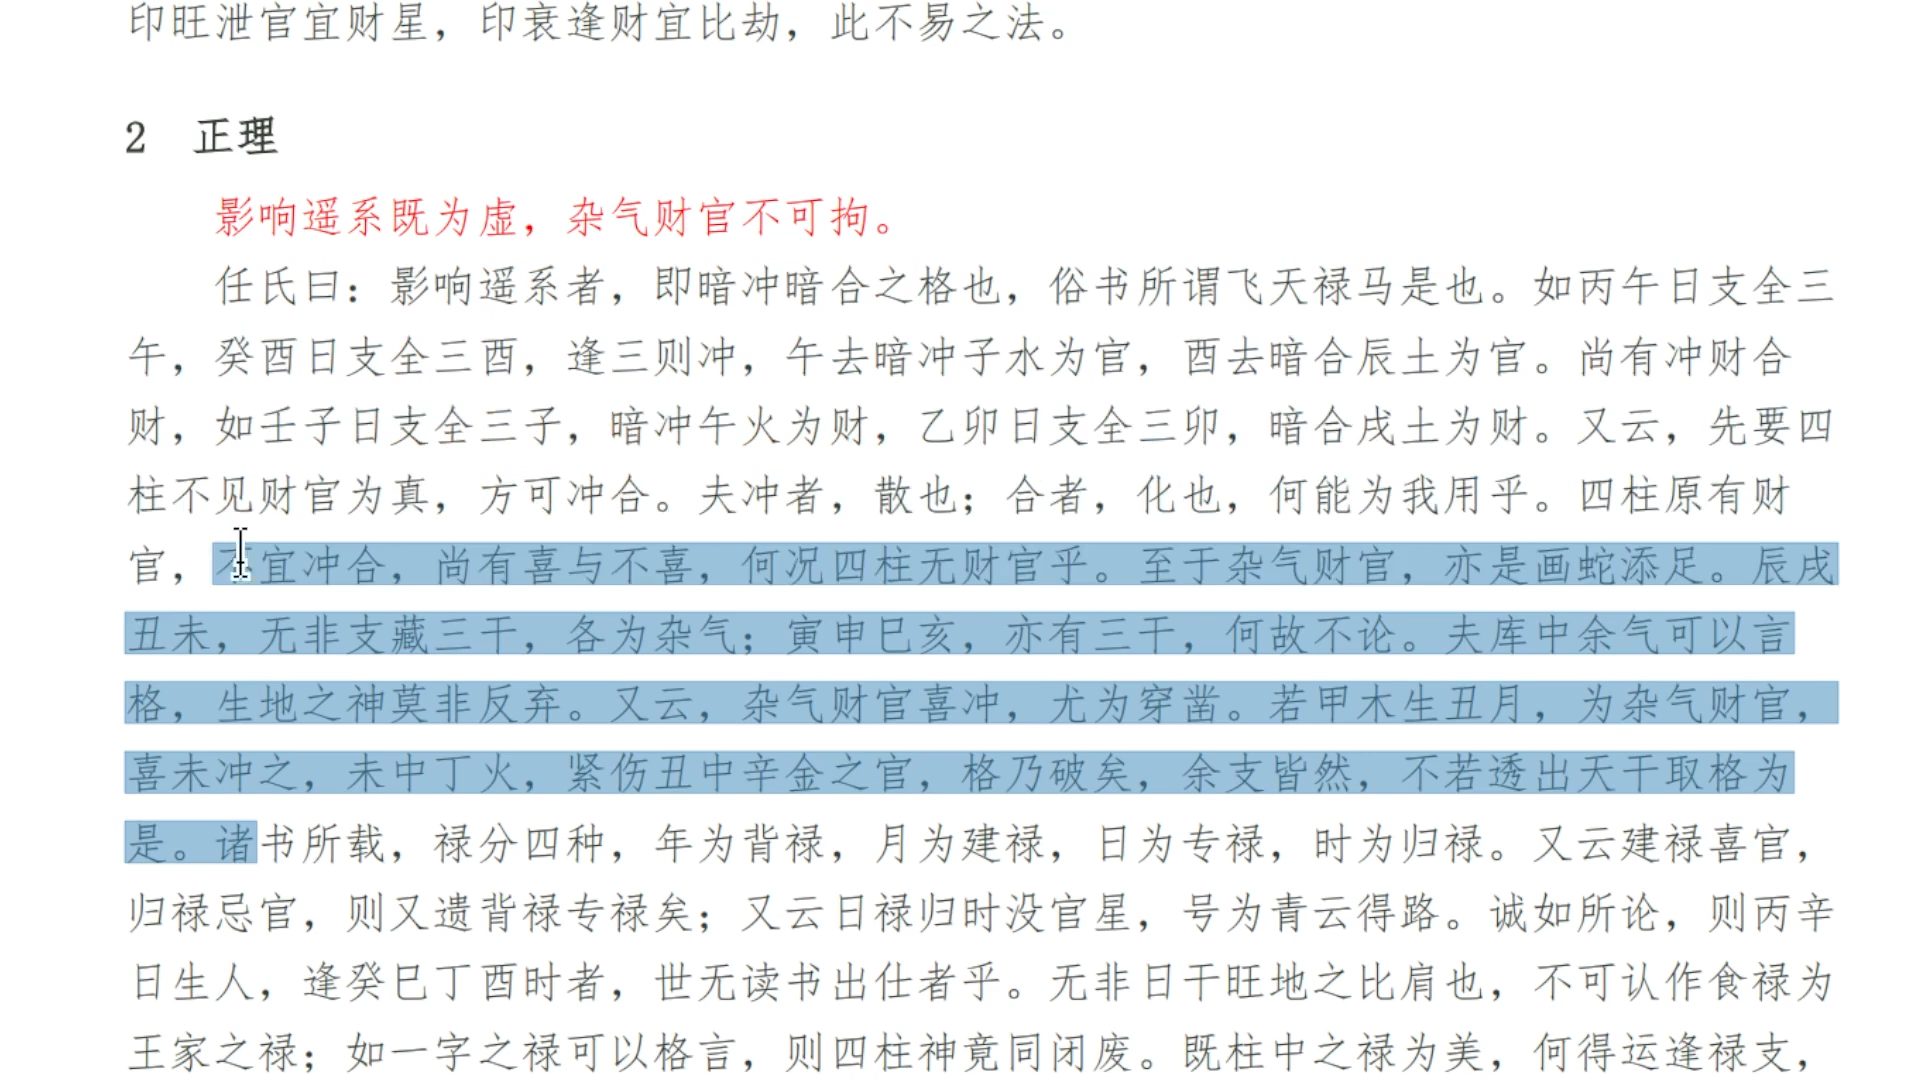 印旺泄官宜财星，印衰逢财宜比劫，此不易之法。
2 正理
影响遥系既为虚，杂气财官不可拘。
任氏曰：影响遥系者，即暗冲暗合之格也，俗书所谓飞天禄马是也。如丙午日支全三
午，癸酉日支全三酉，逢三则冲，午去暗冲子水为官，酉去暗合辰土为官。尚有冲财合
财，如壬子日支全三子，暗冲午火为财，乙卯日支全三卯，暗合戌土为财。又云，先要四
柱不见财官为真，方可冲合。夫冲者，散也；合者，化也，何能为我用乎。四柱原有财
官，不宜冲合，尚有喜与不喜，何况四柱无财官乎。至于杂气财官，亦是画蛇添足。辰戌
丑未，无非支藏三干，各为杂气；寅申巳亥，亦有三干，何故不论。夫库中余气可以言
格，生地之神莫非反弃。又云，杂气财官喜冲，尤为穿凿。若甲木生丑月，为杂气财官，
喜未冲之，未中丁火，紧伤丑中辛金之官，格乃破矣，余支皆然，不若透出天干取格为
是。诸书所载，禄分四种，年为背禄，月为建禄，日为专禄，时为归禄。又云建禄喜官，
归禄忌官，则又遗背禄专禄矣；又云日禄归时没官星，号为青云得路。诚如所论，则丙辛
日生人，逢癸巳丁酉时者，世无读书出仕者乎。无非日干旺地之比肩也，不可认作食禄为
王家之禄；如一字之禄可以格言，则四柱神竟同闭废。既柱中之禄为美，何得运逢禄支，